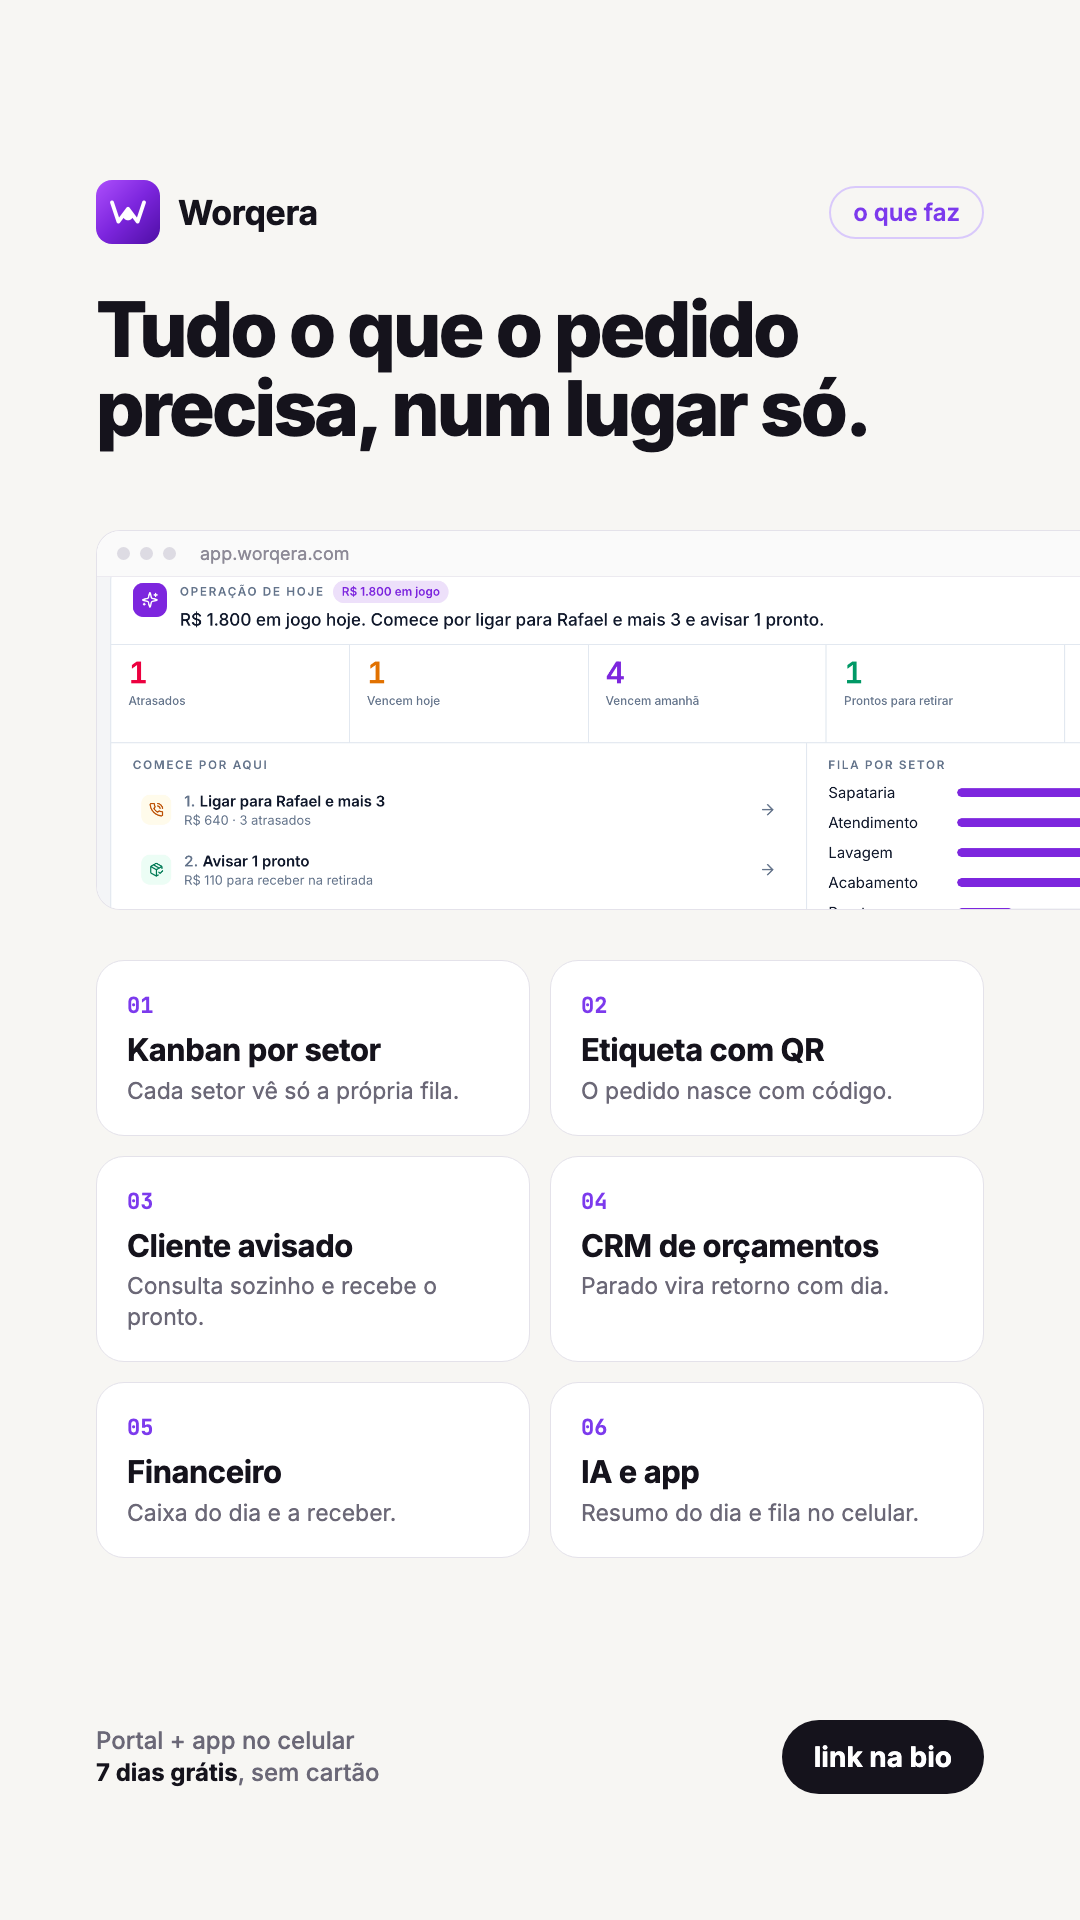 Worqera
o que faz
Tudo o que o pedido
precisa, num lugar só.
app.worqera.com
OPERAÇÃO DE HOJE R$ 1.800 em jogo
R$ 1.800 em jogo hoje. Comece por ligar para Rafael e mais 3 e avisar 1 pronto.
1
Atrasados
1
Vencem hoje
4
Vencem amanhã
1
Prontos para retirar
COMECE POR AQUI
1. Ligar para Rafael e mais 3
R$ 640 · 3 atrasados
2. Avisar 1 pronto
R$ 110 para receber na retirada
FILA POR SETOR
Sapataria
Atendimento
Lavagem
Acabamento
01
Kanban por setor
Cada setor vê só a própria fila.
02
Etiqueta com QR
O pedido nasce com código.
03
Cliente avisado
Consulta sozinho e recebe o
pronto.
04
CRM de orçamentos
Parado vira retorno com dia.
05
Financeiro
Caixa do dia e a receber.
06
IA e app
Resumo do dia e fila no celular.
Portal + app no celular
7 dias grátis, sem cartão
link na bio